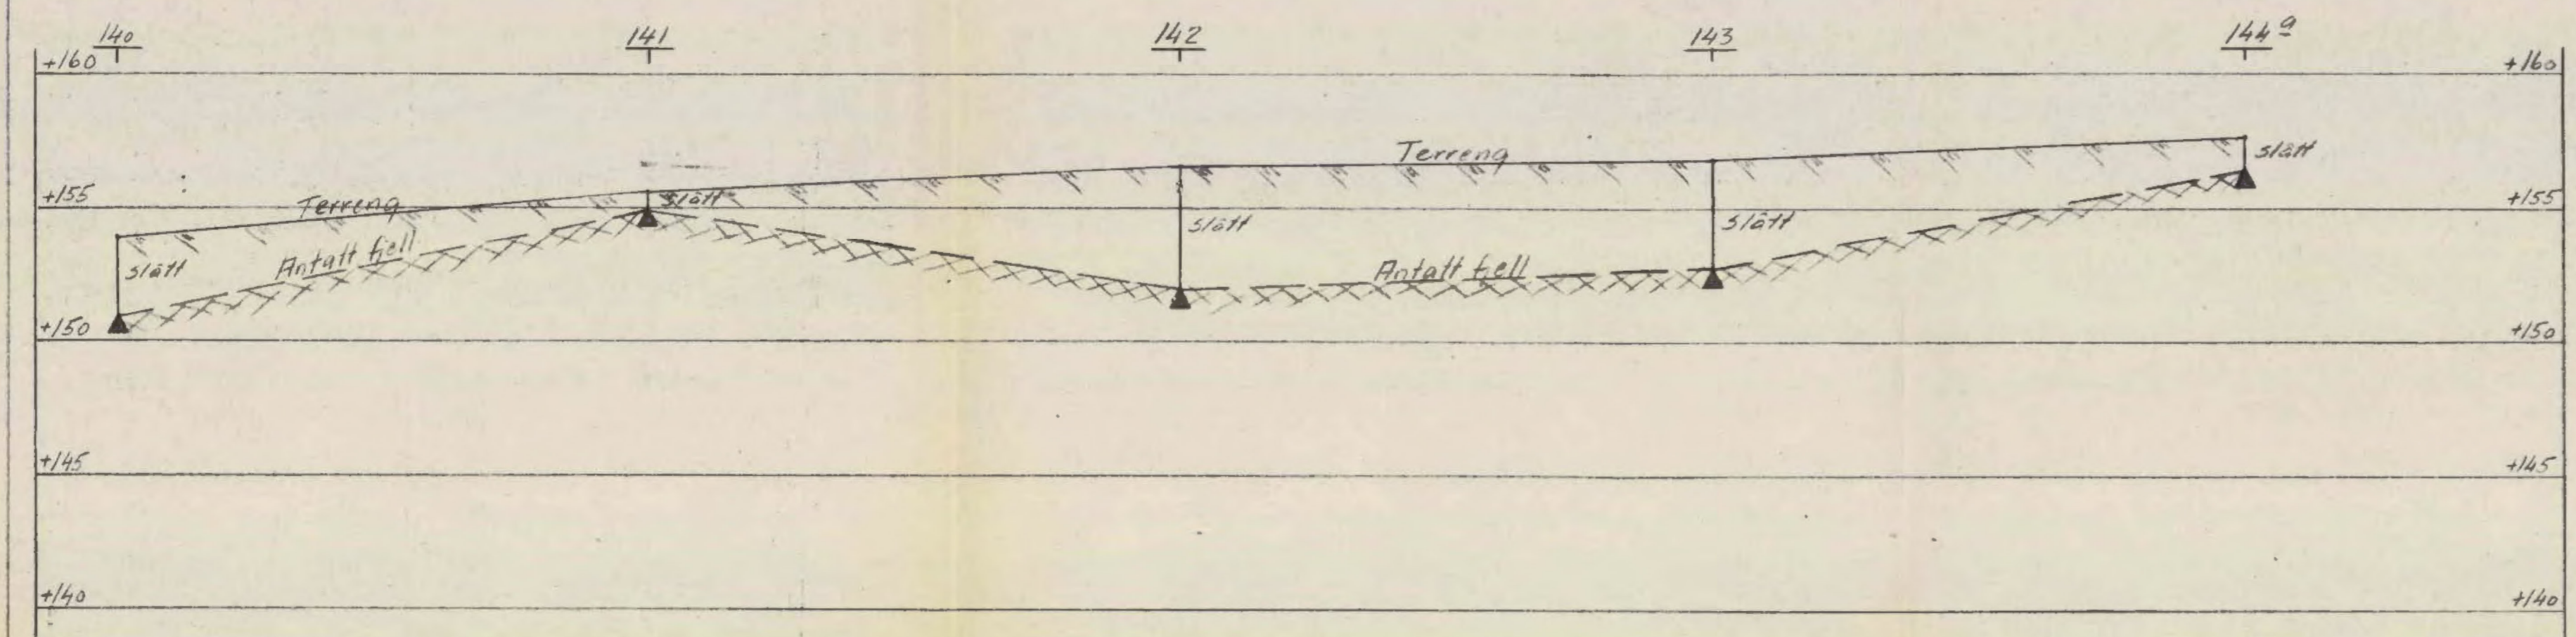 140 141 142 143 144a
+160 +160
Terreng
slått
+155 Terreng slått +155
slått slått
Antatt fjell
slått Antatt fjell
+150 +150
+145 +145
+140 +140